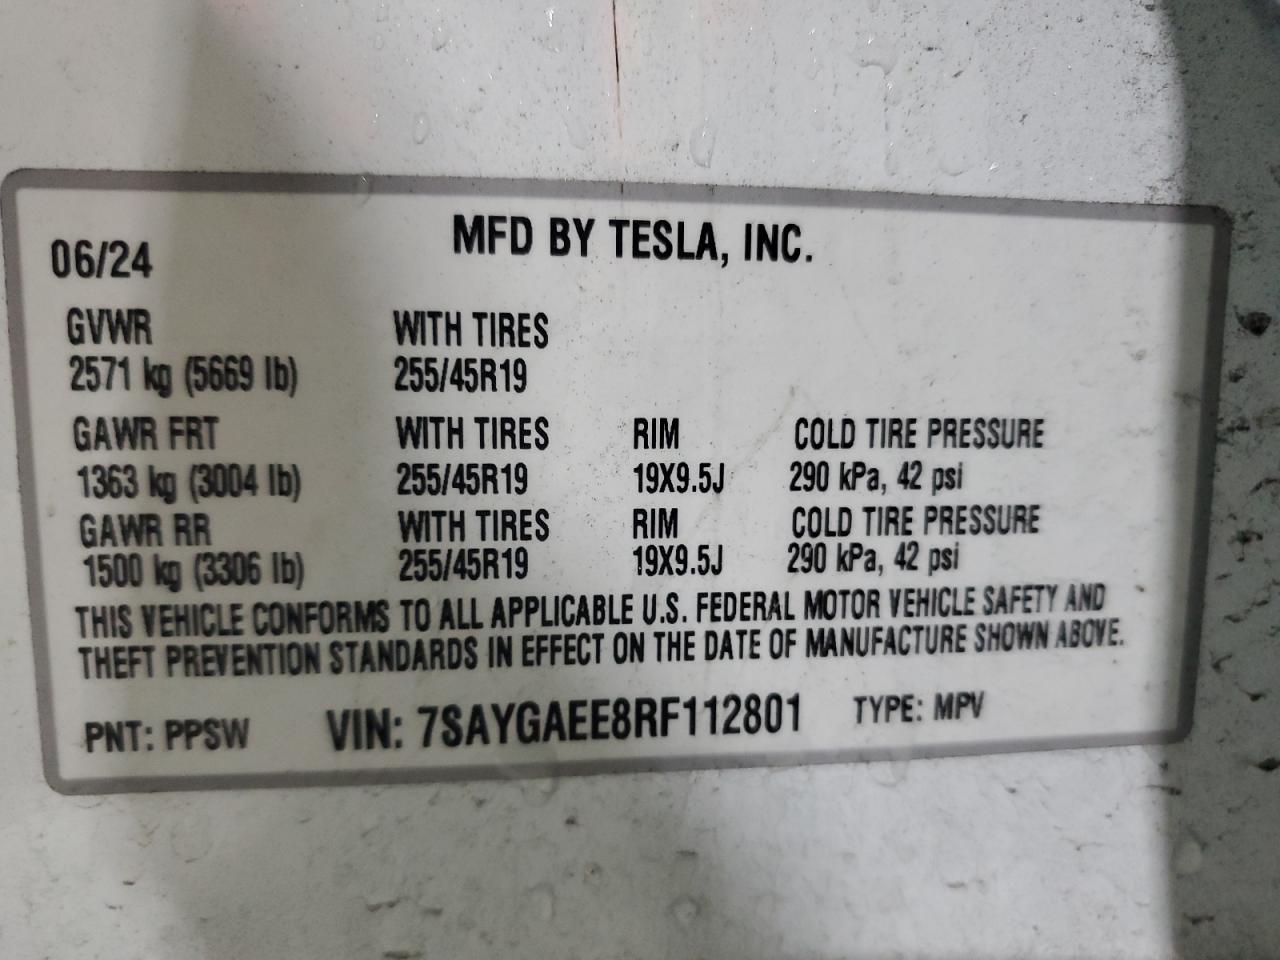 MFD BY TESLA, INC.
06/24
GVWR WITH TIRES
2571 kg (5669 lb) 255/45R19
GAWR FRT WITH TIRES RIM COLD TIRE PRESSURE
1363 kg (3004 lb) 255/45R19 19X9.5J 290 kPa, 42 psi
GAWR RR WITH TIRES RIM COLD TIRE PRESSURE
1500 kg (3306 lb) 255/45R19 19X9.5J 290 kPa, 42 psi
THIS VEHICLE CONFORMS TO ALL APPLICABLE U.S. FEDERAL MOTOR VEHICLE SAFETY AND
THEFT PREVENTION STANDARDS IN EFFECT ON THE DATE OF MANUFACTURE SHOWN ABOVE.
PNT: PPSW VIN: 7SAYGAEE8RF112801 TYPE: MPV